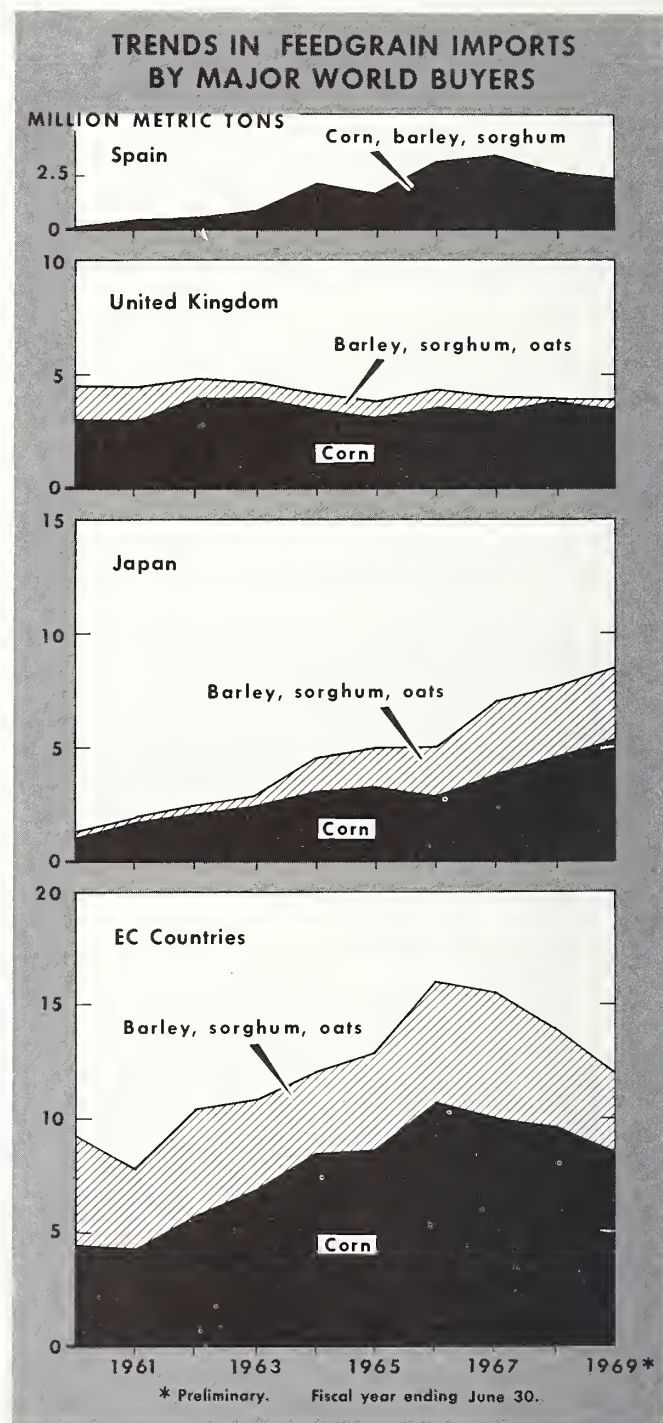 TRENDS IN FEEDGRAIN IMPORTS
BY MAJOR WORLD BUYERS
MILLION METRIC TONS
Spain
Corn, barley, sorghum
2.5
0
10
United Kingdom
Barley, sorghum, oats
5
Corn
0
15
Japan
10
Barley, sorghum, oats
5
Corn
0
20
EC Countries
15
Barley, sorghum, oats
10
5
Corn
0
1961 1963 1965 1967 1969*
* Preliminary. Fiscal year ending June 30.